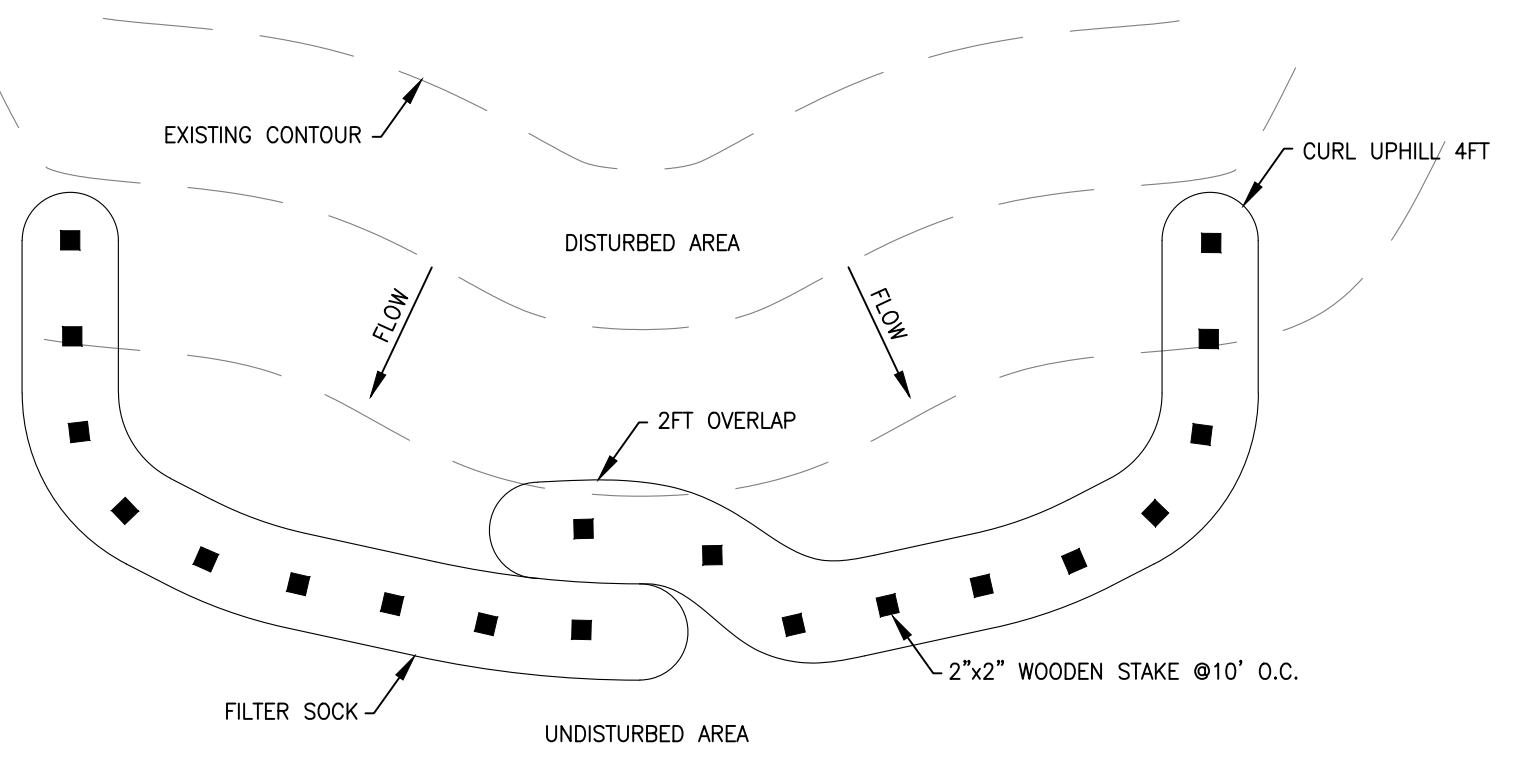 EXISTING CONTOUR
CURL UPHILL 4FT
DISTURBED AREA
FLOW
FLOW
2FT OVERLAP
2"x2" WOODEN STAKE @10' O.C.
FILTER SOCK
UNDISTURBED AREA